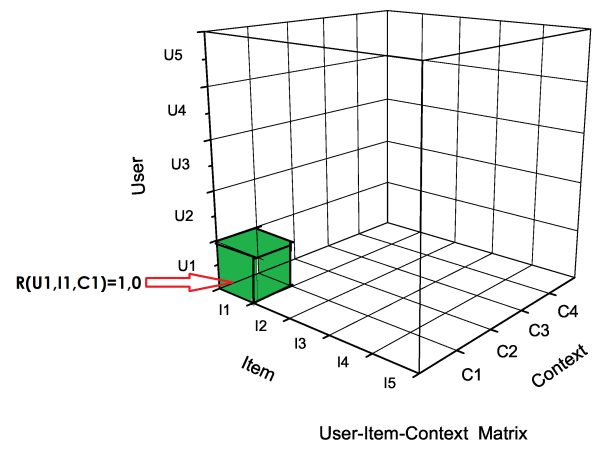 U5
U4
U3
User
U2
U1
R(U1,I1,C1)=1,0
I1
I2
I3
I4
I5
Item
C1
C2
C3
C4
Context
User-Item-Context Matrix